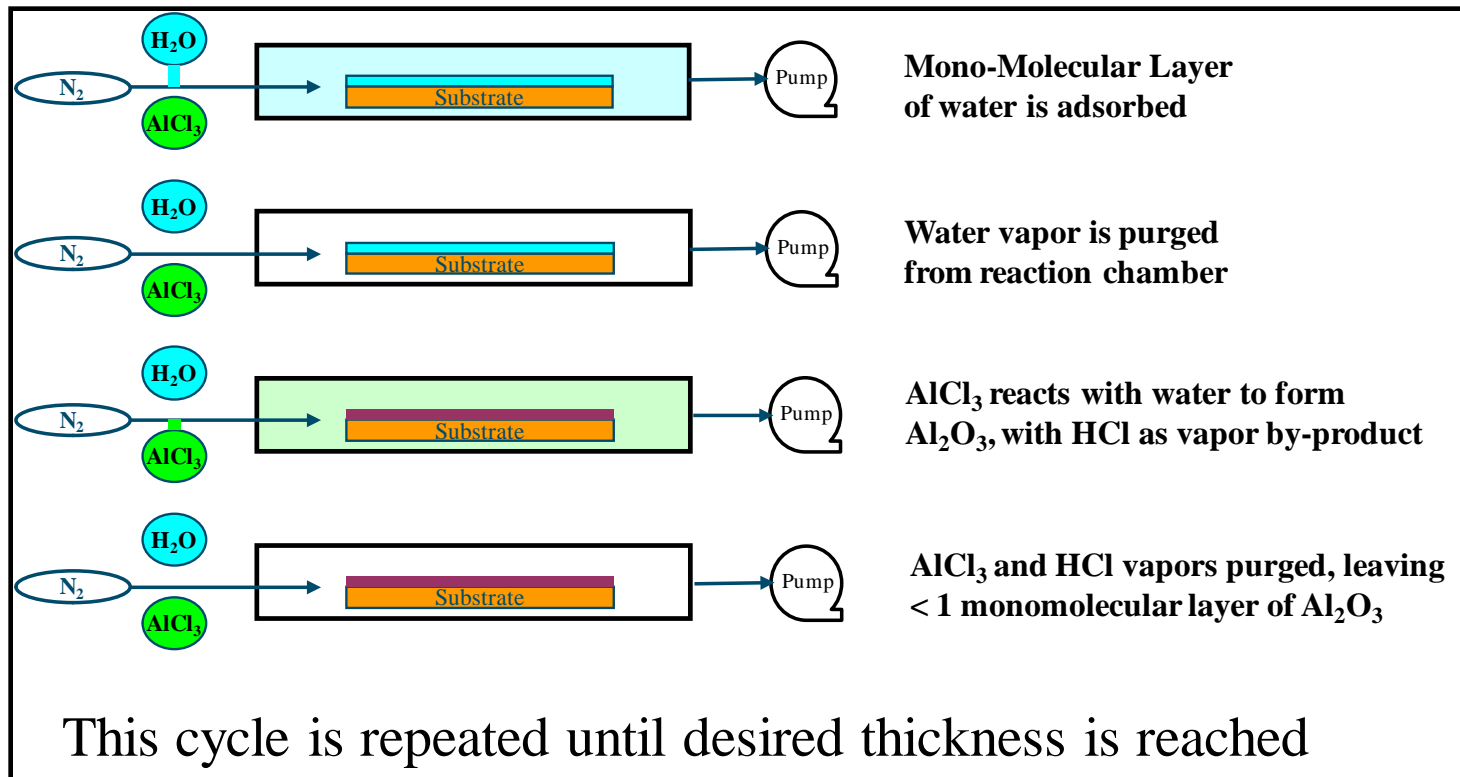 H₂O
N₂
AlCl₃
Substrate
Pump
Mono-Molecular Layer
of water is adsorbed
H₂O
N₂
AlCl₃
Substrate
Pump
Water vapor is purged
from reaction chamber
H₂O
N₂
AlCl₃
Substrate
Pump
AlCl₃ reacts with water to form
Al₂O₃, with HCl as vapor by-product
H₂O
N₂
AlCl₃
Substrate
Pump
AlCl₃ and HCl vapors purged, leaving
< 1 monomolecular layer of Al₂O₃
This cycle is repeated until desired thickness is reached